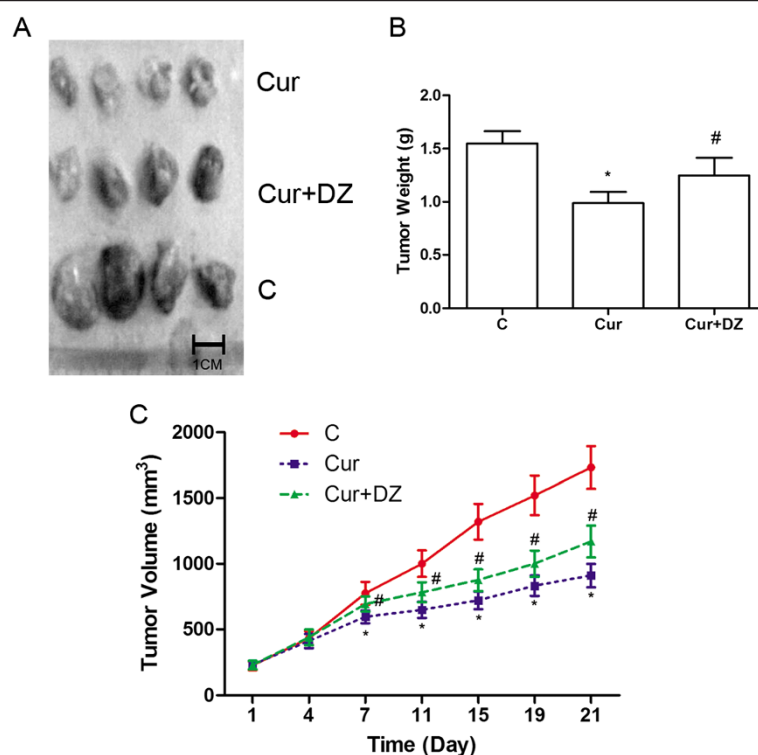 A
Cur
Cur+DZ
C
1CM
B
Tumor Weight (g)
2.0
1.5
1.0
0.5
0.0
*
#
C
Cur
Cur+DZ
C
Tumor Volume (mm³)
2000
1500
1000
500
0
C
Cur
Cur+DZ
# # # # #
* * * * *
1 4 7 11 15 19 21
Time (Day)